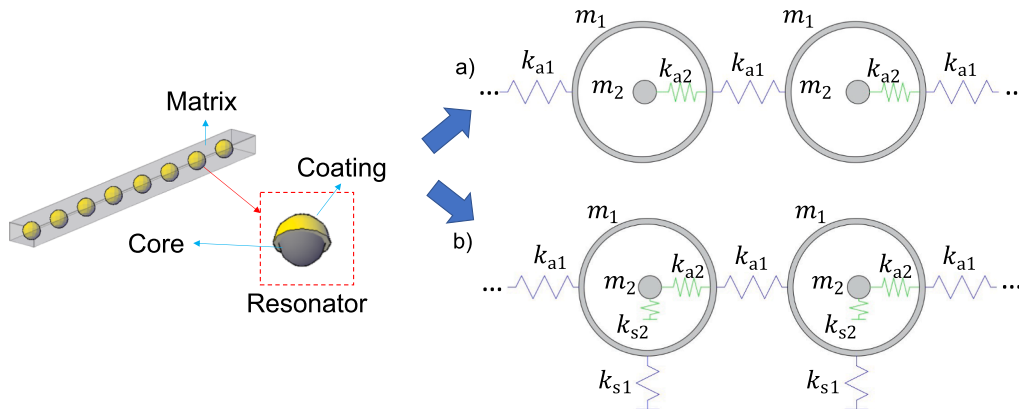 Matrix
Coating
Core
Resonator
a)
m₁
m₁
kₐ₁
kₐ₂
kₐ₁
kₐ₂
kₐ₁
...
m₂
m₂
...
b)
m₁
m₁
kₐ₁
kₐ₂
kₐ₁
kₐ₂
kₐ₁
...
m₂
m₂
...
kₛ₂
kₛ₂
kₛ₁
kₛ₁